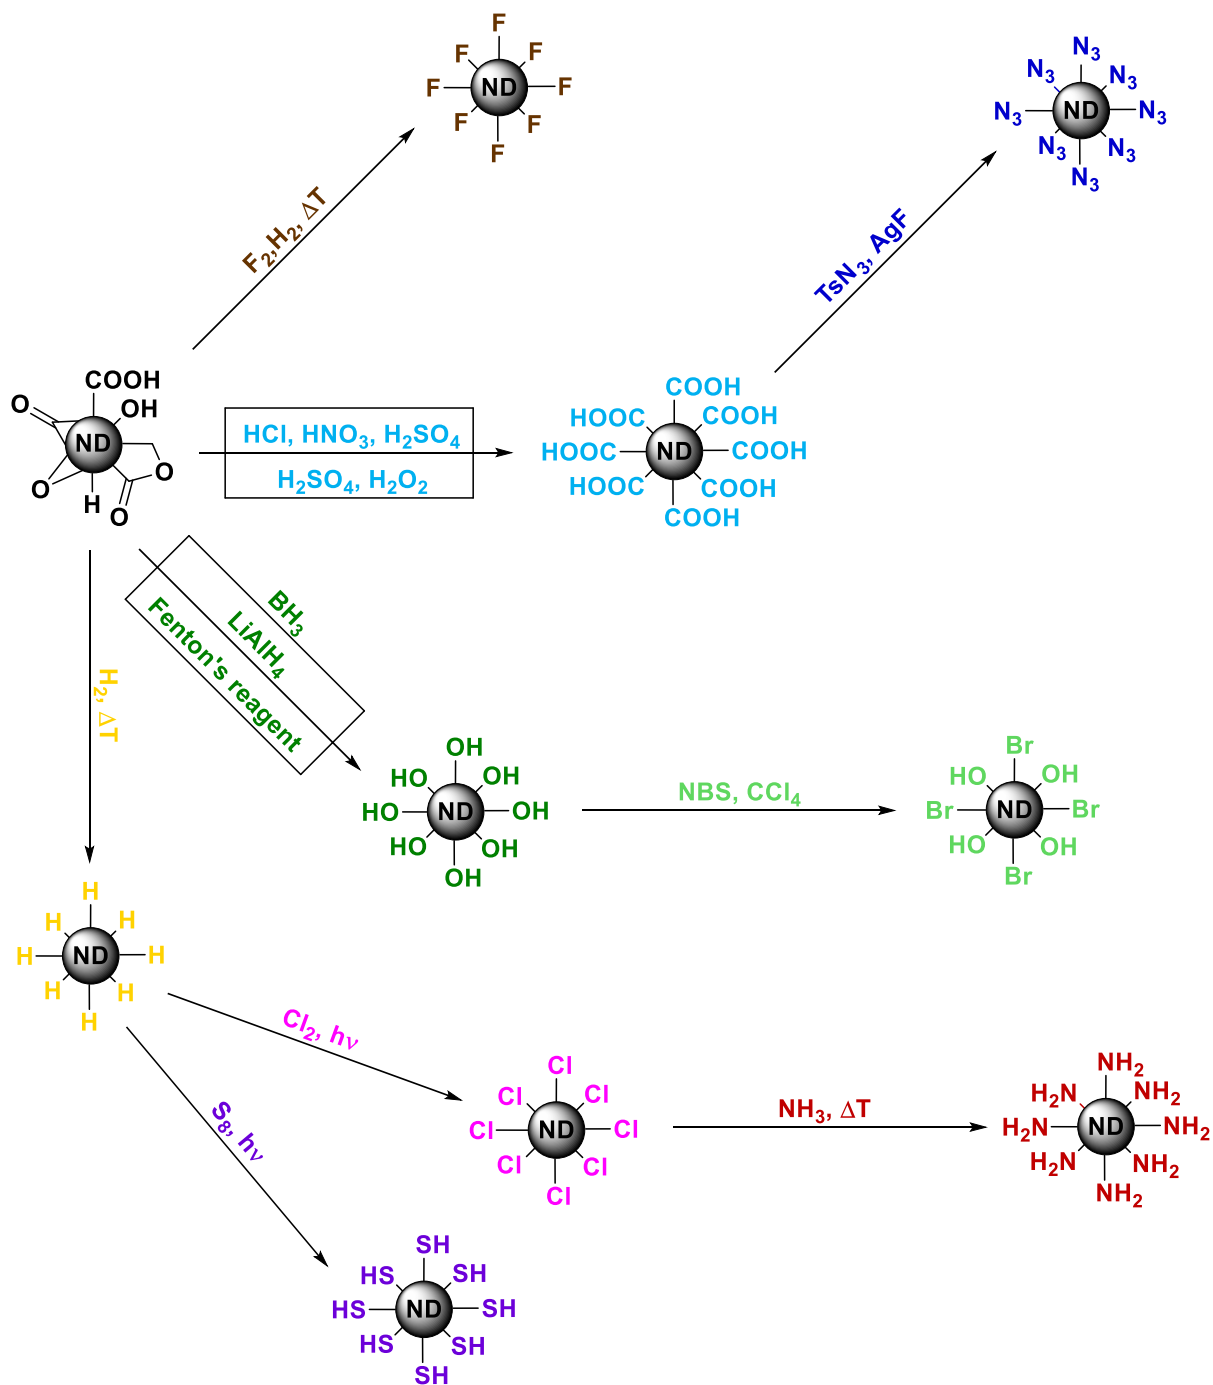 F
F
F
F
ND
F
F
F
F
F₂,H₂, ΔT
N₃
N₃
N₃
N₃
ND
N₃
N₃
N₃
N₃
TsN₃, AgF
COOH
O
OH
ND
O
O
H
O
HCl, HNO₃, H₂SO₄
H₂SO₄, H₂O₂
COOH
HOOC
COOH
HOOC
ND
COOH
HOOC
COOH
COOH
BH₃
LiAlH₄
Fenton's reagent
H₂, ΔT
OH
HO
OH
HO
ND
OH
HO
OH
OH
NBS, CCl₄
Br
HO
OH
Br
ND
Br
HO
OH
Br
H
H
H
H
ND
H
H
H
H
Cl₂, hν
S₈, hν
Cl
Cl
Cl
Cl
ND
Cl
Cl
Cl
Cl
NH₃, ΔT
NH₂
H₂N
NH₂
H₂N
ND
NH₂
H₂N
NH₂
NH₂
SH
HS
SH
HS
ND
SH
HS
SH
SH